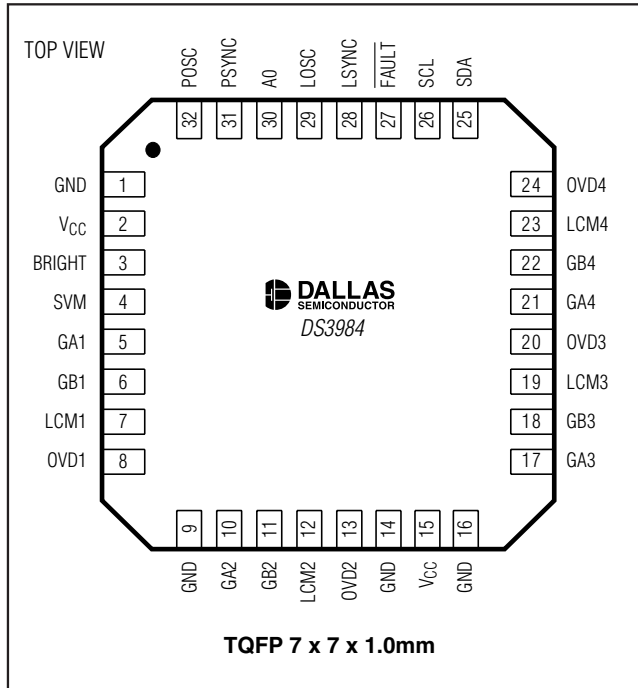 TOP VIEW
POSC
PSYNC
A0
LOSC
LSYNC
FAULT
SCL
SDA
32
31
30
29
28
27
26
25
GND 1
VCC 2
BRIGHT 3
SVM 4
GA1 5
GB1 6
LCM1 7
OVD1 8
24 OVD4
23 LCM4
22 GB4
21 GA4
20 OVD3
19 LCM3
18 GB3
17 GA3
DALLAS
SEMICONDUCTOR
DS3984
9
10
11
12
13
14
15
16
GND
GA2
GB2
LCM2
OVD2
GND
VCC
GND
TQFP 7 x 7 x 1.0mm